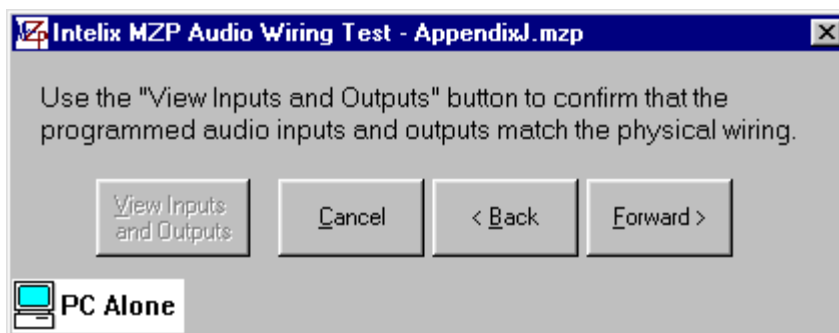 Intelix MZP Audio Wiring Test - AppendixJ.mzp
Use the "View Inputs and Outputs" button to confirm that the
programmed audio inputs and outputs match the physical wiring.
View Inputs
and Outputs
Cancel
< Back
Forward >
PC Alone